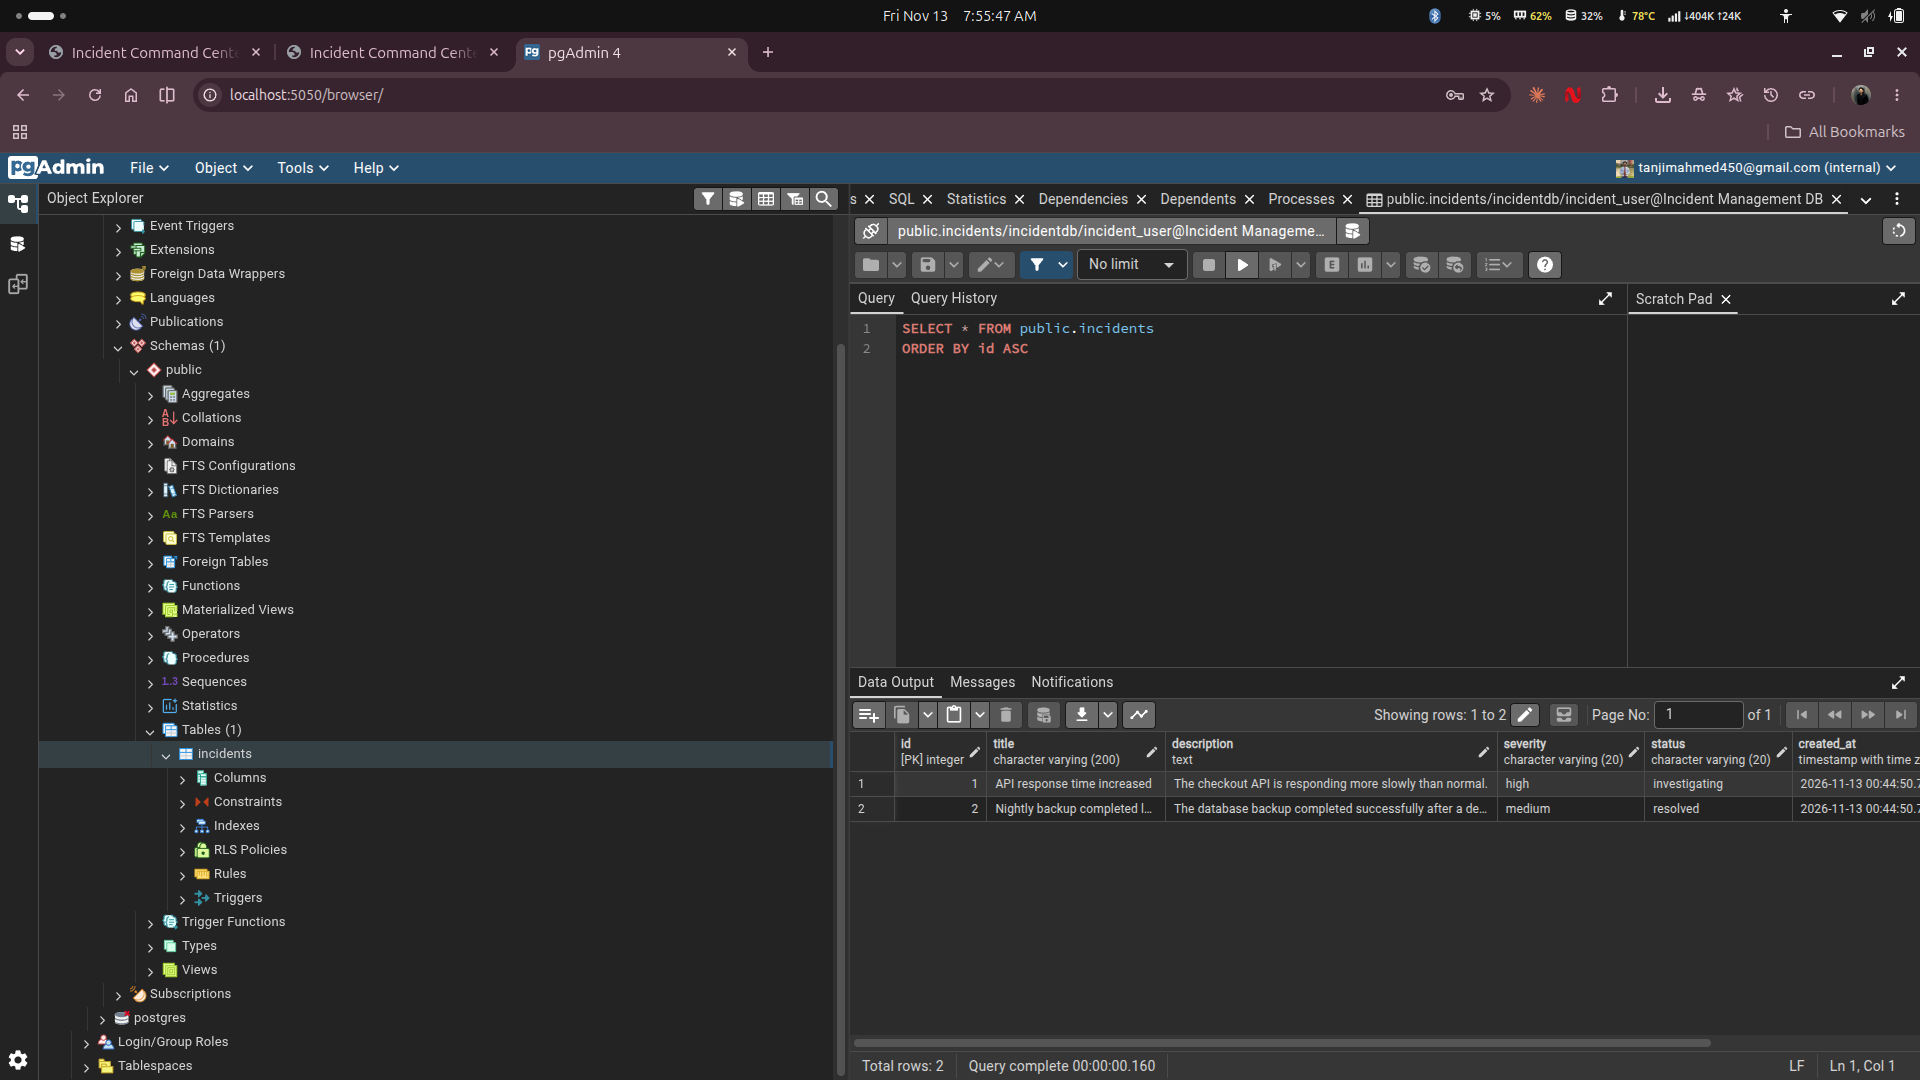 Fri Nov 13 7:55:47 AM
5% 62% 32% 78°C ↓404K ↑24K
Incident Command Cent
Incident Command Cent
pgAdmin 4
localhost:5050/browser/
All Bookmarks
pgAdmin File Object Tools Help
tanjimahmed450@gmail.com (internal)
Object Explorer
Event Triggers
Extensions
Foreign Data Wrappers
Languages
Publications
Schemas (1)
public
Aggregates
Collations
Domains
FTS Configurations
FTS Dictionaries
Aa FTS Parsers
FTS Templates
Foreign Tables
Functions
Materialized Views
Operators
Procedures
1..3 Sequences
Statistics
Tables (1)
incidents
Columns
Constraints
Indexes
RLS Policies
Rules
Triggers
Trigger Functions
Types
Views
Subscriptions
postgres
Login/Group Roles
Tablespaces
s SQL Statistics Dependencies Dependents Processes public.incidents/incidentdb/incident_user@Incident Management DB
public.incidents/incidentdb/incident_user@Incident Manageme...
No limit
E
Query Query History
Scratch Pad
1 SELECT * FROM public.incidents
2 ORDER BY id ASC
Data Output Messages Notifications
Showing rows: 1 to 2 Page No: 1 of 1
id title description severity status created_at
[PK] integer character varying (200) text character varying (20) character varying (20) timestamp with time z
1 1 API response time increased The checkout API is responding more slowly than normal. high investigating 2026-11-13 00:44:50.7
2 2 Nightly backup completed l... The database backup completed successfully after a de... medium resolved 2026-11-13 00:44:50.7
Total rows: 2 Query complete 00:00:00.160 LF Ln 1, Col 1